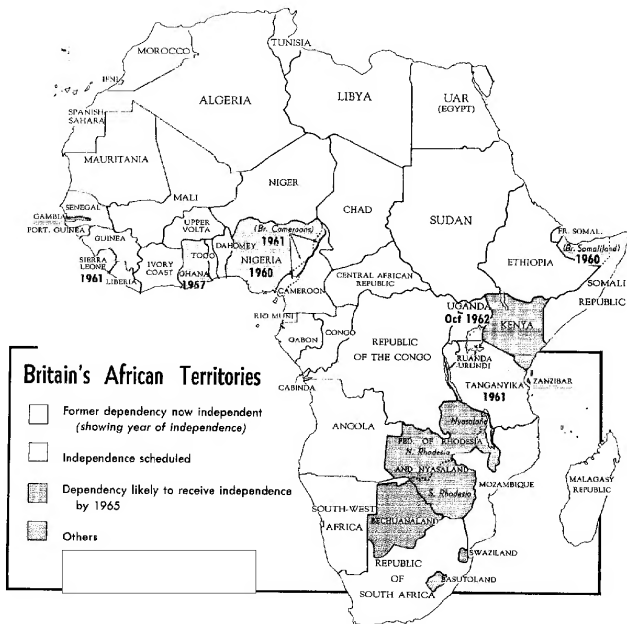 MOROCCO
TUNISIA
IFNI
ALGERIA
LIBYA
UAR
(EGYPT)
SPANISH
SAHARA
MAURITANIA
MALI
NIGER
CHAD
SUDAN
SENEGAL
GAMBIA
PORT. GUINEA
GUINEA
SIERRA
LEONE
1961
LIBERIA
IVORY
COAST
UPPER
VOLTA
GHANA
1957
TOGO
DAHOMEY
(Br. Cameroons)
1961
NIGERIA
1960
CAMEROON
CENTRAL AFRICAN
REPUBLIC
ETHIOPIA
FR. SOMAL.
(Br. Somaliland)
1960
SOMALI
REPUBLIC
RIO MUNI
GABON
CONGO
REPUBLIC
OF THE CONGO
UGANDA
Oct 1962
KENYA
RUANDA
URUNDI
TANGANYIKA
1961
ZANZIBAR
CABINDA
ANGOLA
Nyasaland
FED. OF RHODESIA
N. Rhodesia
AND NYASALAND
S. Rhodesia
MOZAMBIQUE
MALAGASY
REPUBLIC
SOUTH-WEST
AFRICA
BECHUANALAND
SWAZILAND
BASUTOLAND
REPUBLIC
OF
SOUTH AFRICA
Britain's African Territories
Former dependency now independent
(showing year of independence)
Independence scheduled
Dependency likely to receive independence
by 1965
Others